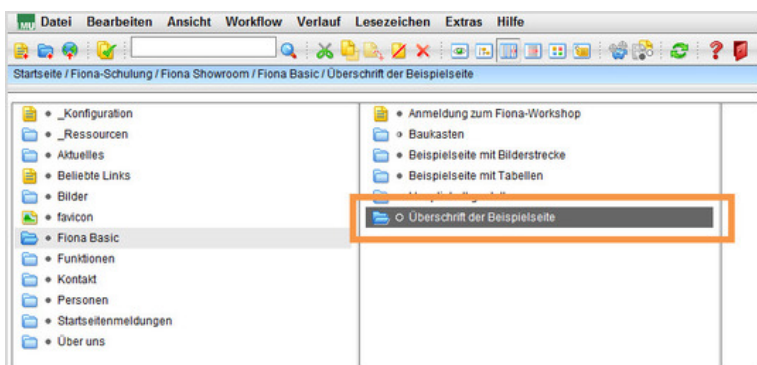 MU Datei Bearbeiten Ansicht Workflow Verlauf Lesezeichen Extras Hilfe
Startseite / Fiona-Schulung / Fiona Showroom / Fiona Basic / Überschrift der Beispielseite
_Konfiguration
_Ressourcen
Aktuelles
Beliebte Links
Bilder
favicon
Fiona Basic
Funktionen
Kontakt
Personen
Startseitenmeldungen
Über uns
Anmeldung zum Fiona-Workshop
Baukasten
Beispielseite mit Bilderstrecke
Beispielseite mit Tabellen
Überschrift der Beispielseite